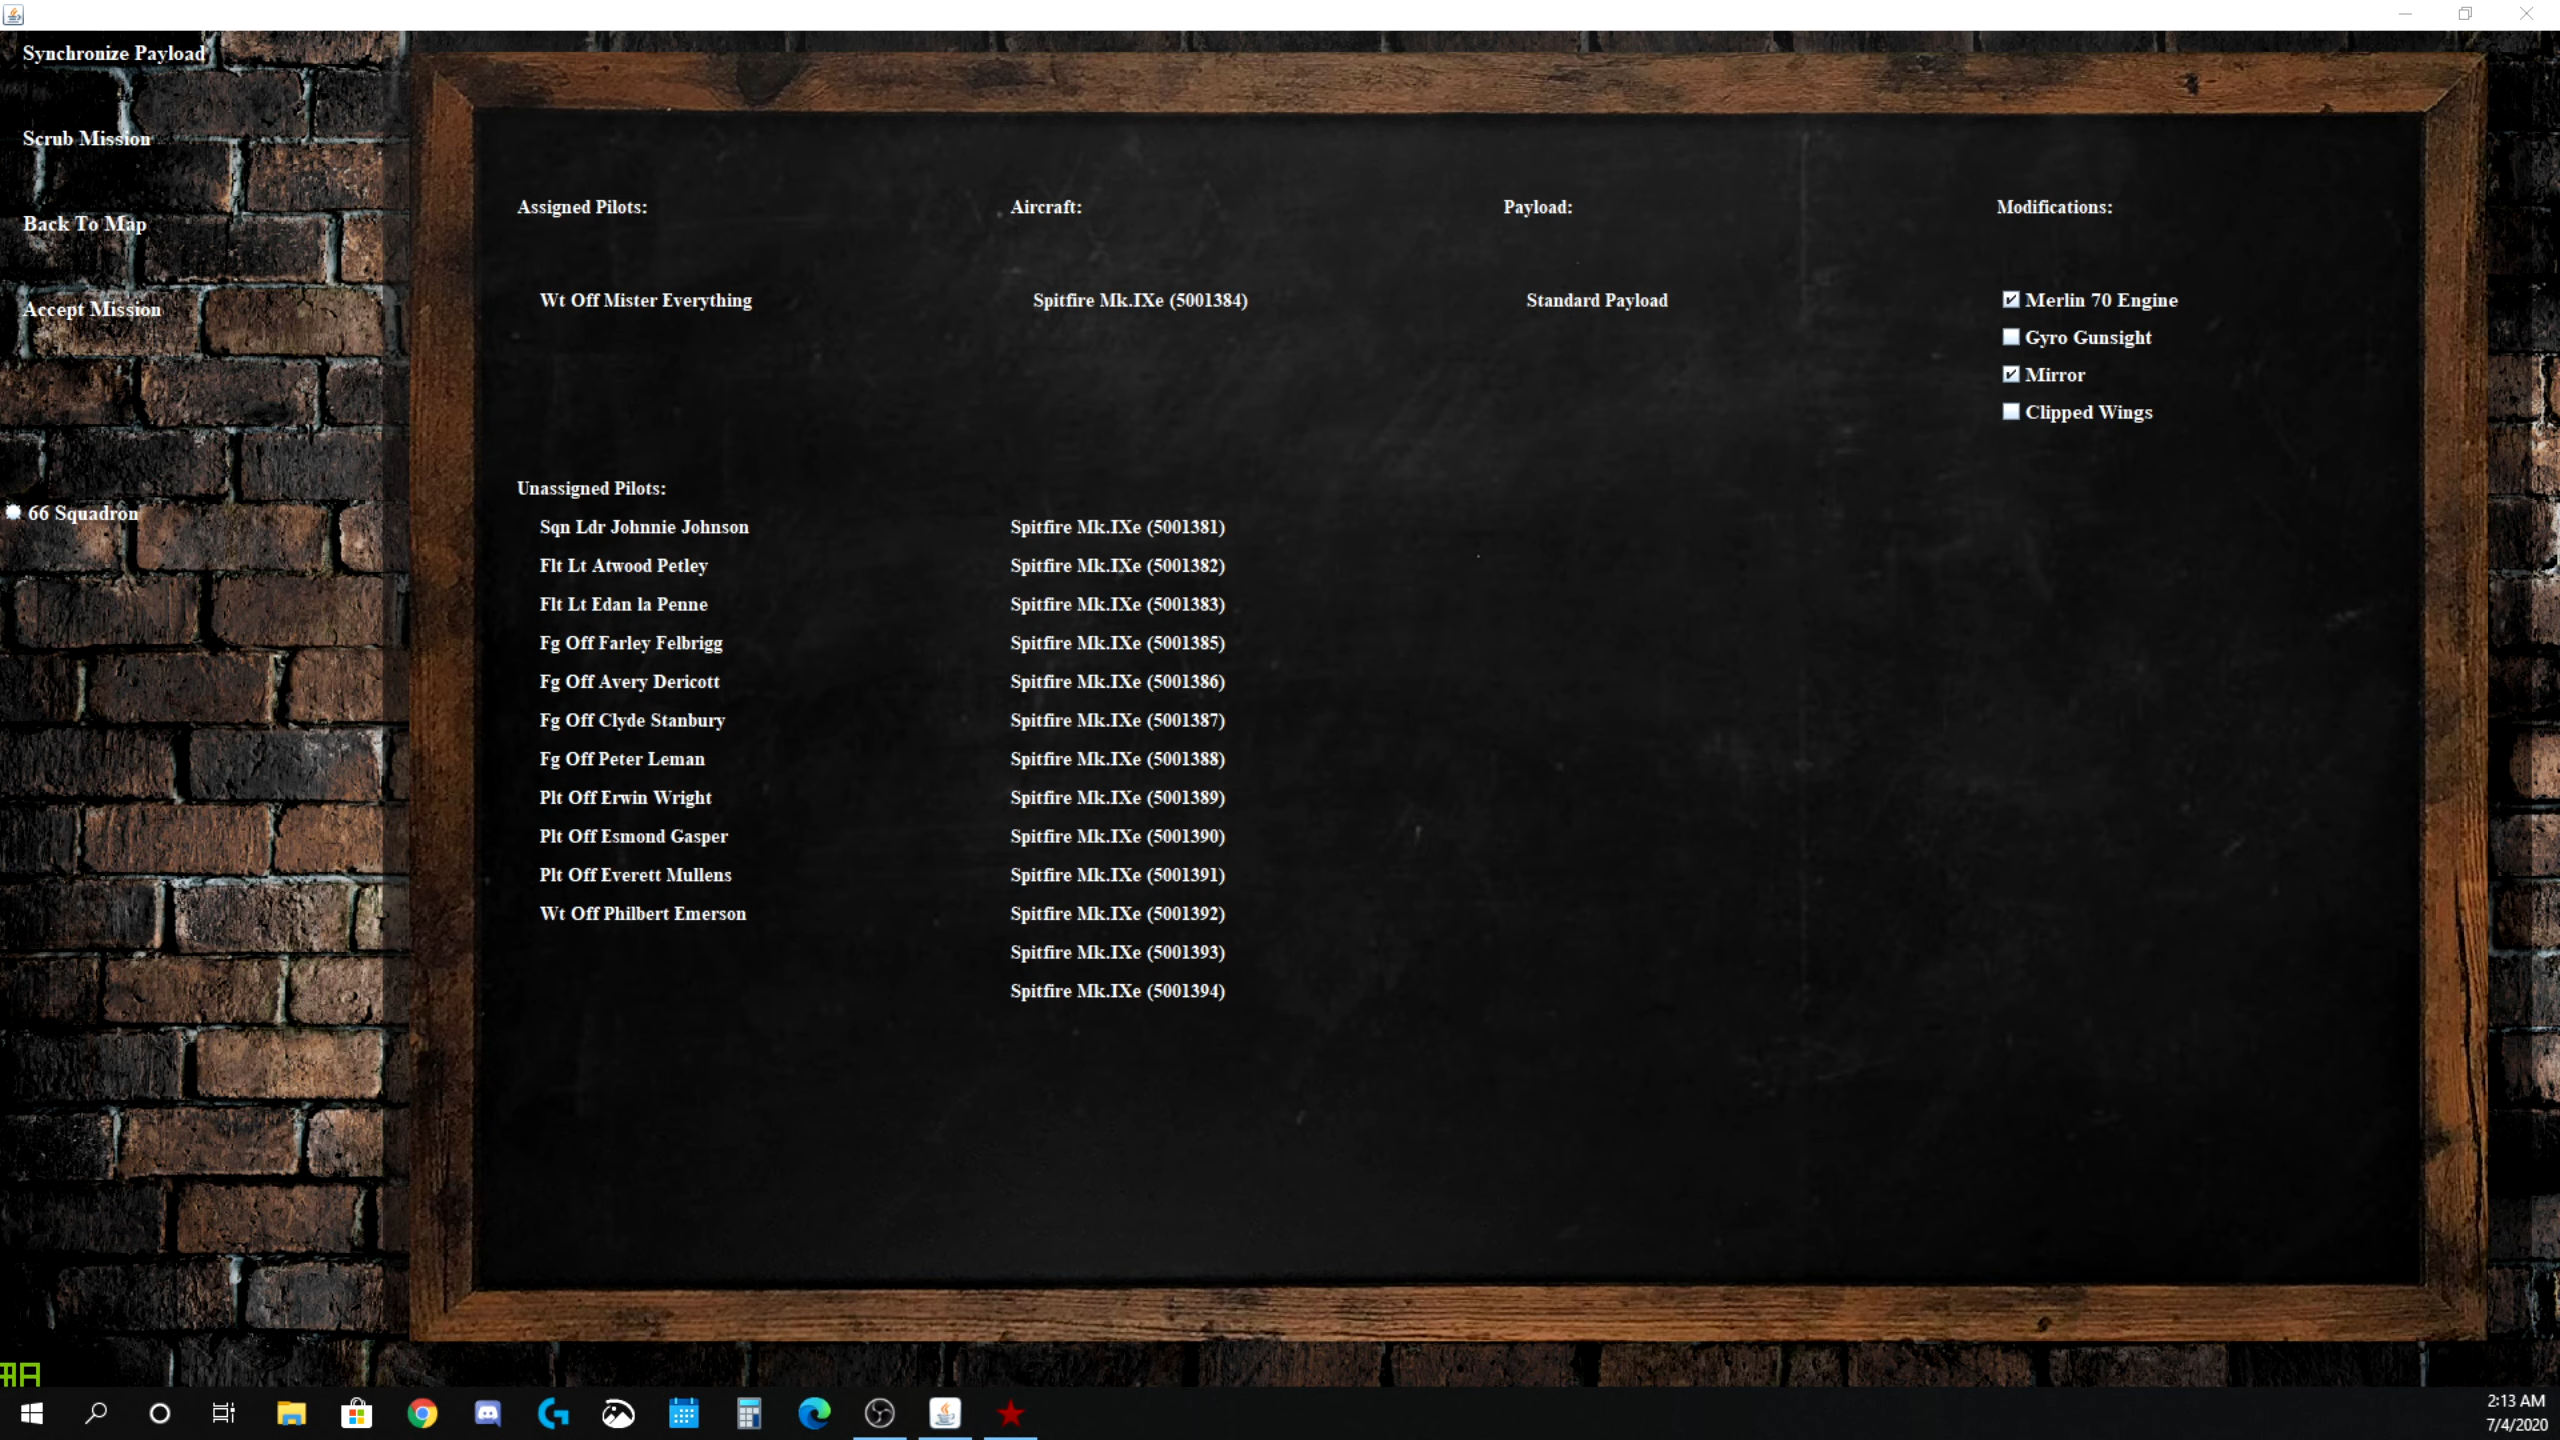 Synchronize Payload
Scrub Mission
Back To Map
Accept Mission
66 Squadron
Assigned Pilots: Aircraft: Payload: Modifications:
Wt Off Mister Everything Spitfire Mk.IXe (5001384) Standard Payload Merlin 70 Engine
Gyro Gunsight
Mirror
Clipped Wings
Unassigned Pilots:
Sqn Ldr Johnnie Johnson Spitfire Mk.IXe (5001381)
Flt Lt Atwood Petley Spitfire Mk.IXe (5001382)
Flt Lt Edan la Penne Spitfire Mk.IXe (5001383)
Fg Off Farley Felbrigg Spitfire Mk.IXe (5001385)
Fg Off Avery Dericott Spitfire Mk.IXe (5001386)
Fg Off Clyde Stanbury Spitfire Mk.IXe (5001387)
Fg Off Peter Leman Spitfire Mk.IXe (5001388)
Plt Off Erwin Wright Spitfire Mk.IXe (5001389)
Plt Off Esmond Gasper Spitfire Mk.IXe (5001390)
Plt Off Everett Mullens Spitfire Mk.IXe (5001391)
Wt Off Philbert Emerson Spitfire Mk.IXe (5001392)
Spitfire Mk.IXe (5001393)
Spitfire Mk.IXe (5001394)
2:13 AM
7/4/2020